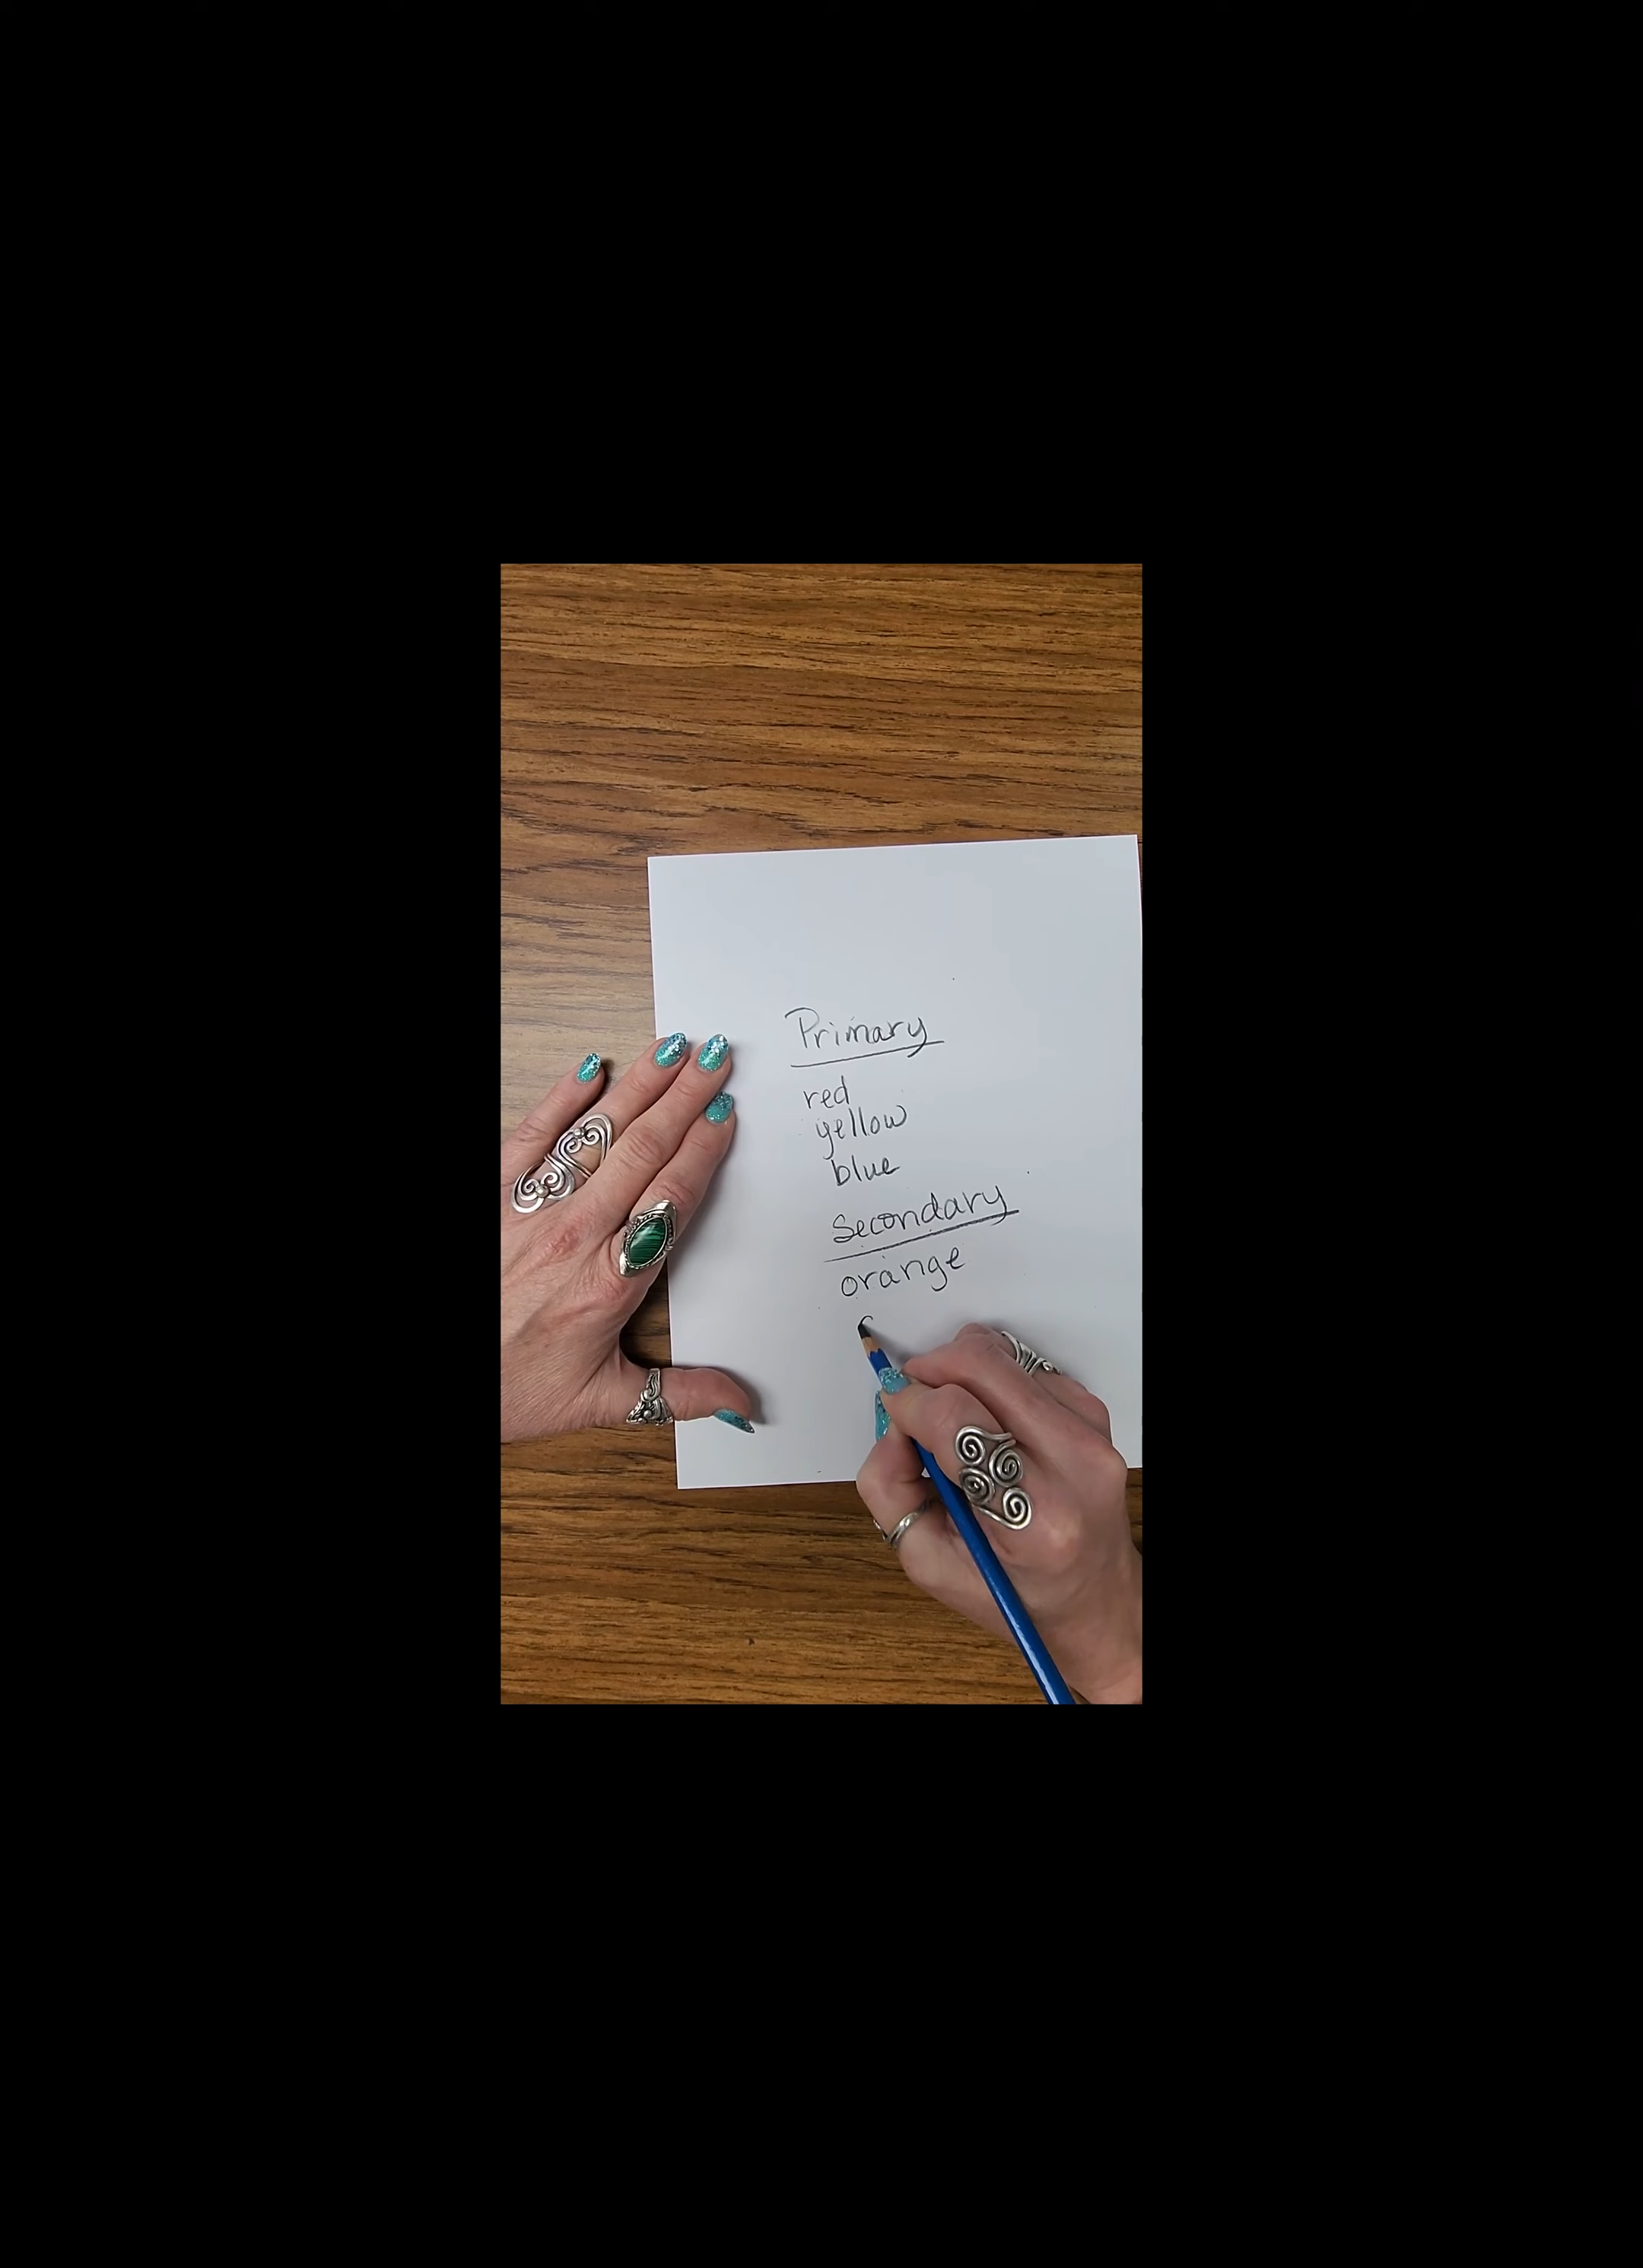 Primary
red
yellow
blue
Secondary
orange